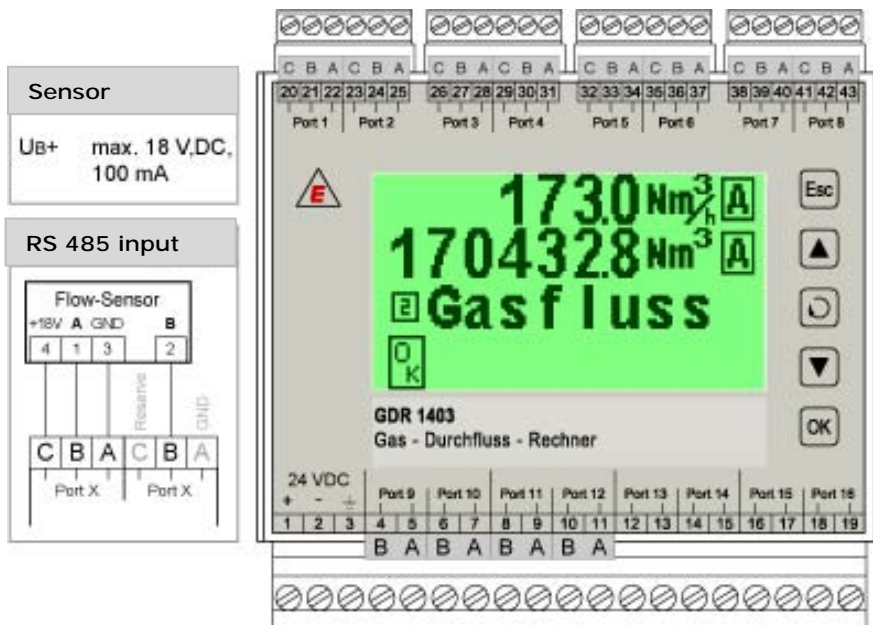 C B A C B A C B A C B A C B A C B A C B A C B A
20 21 22 23 24 25 26 27 28 29 30 31 32 33 34 35 36 37 38 39 40 41 42 43
Port 1 Port 2 Port 3 Port 4 Port 5 Port 6 Port 7 Port 8
Sensor
UB+ max. 18 V,DC,
100 mA
RS 485 input
Flow-Sensor
+18V A GND B
4 1 3 2
Reserve GND
C B A C B A
Port X Port X
E
173.0 Nm³/h A
170432.8 Nm³ A
2 Gasfluss
OK
Esc
OK
GDR 1403
Gas - Durchfluss - Rechner
24 VDC
+ -
Port 9 Port 10 Port 11 Port 12 Port 13 Port 14 Port 15 Port 16
1 2 3 4 5 6 7 8 9 10 11 12 13 14 15 16 17 18 19
B A B A B A B A